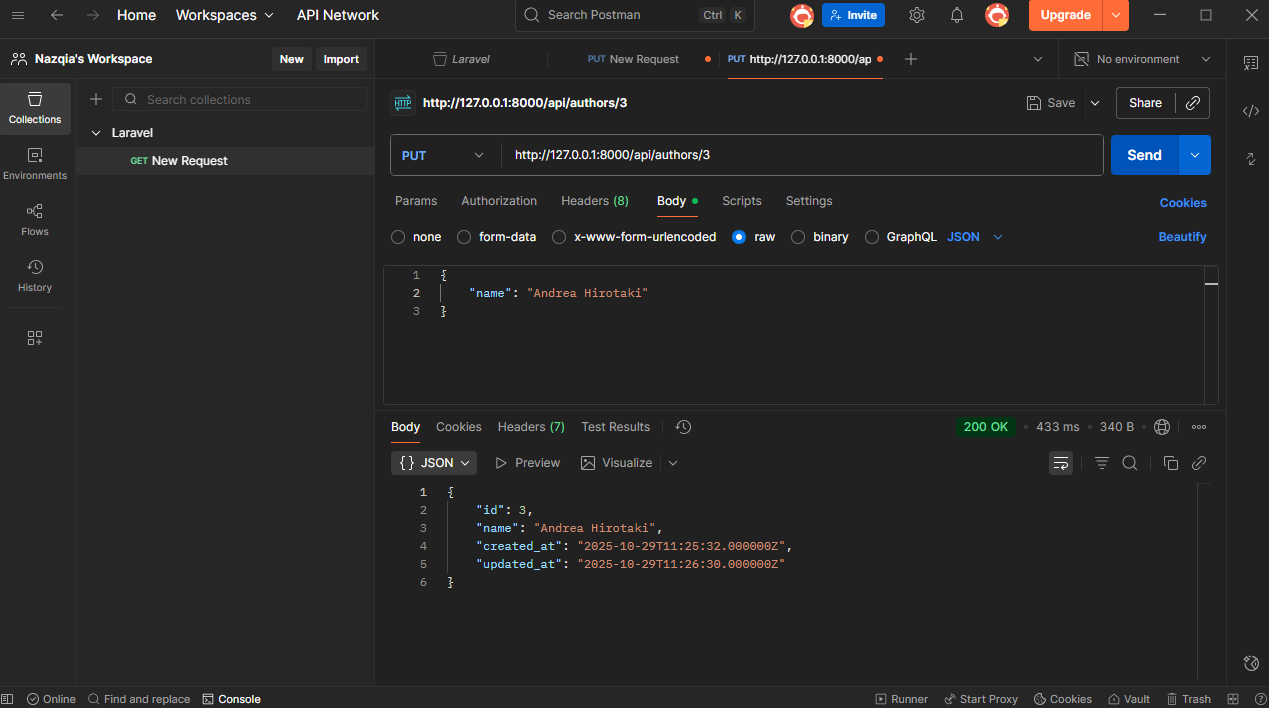 Home Workspaces API Network Search Postman Ctrl K Invite Upgrade
Nazqia's Workspace New Import Laravel PUT New Request PUT http://127.0.0.1:8000/ap No environment
Collections
Environments
Flows
History
Search collections
Laravel
GET New Request
HTTP http://127.0.0.1:8000/api/authors/3 Save Share
PUT http://127.0.0.1:8000/api/authors/3 Send
Params Authorization Headers (8) Body Scripts Settings Cookies
none form-data x-www-form-urlencoded raw binary GraphQL JSON Beautify
1 {
2 "name": "Andrea Hirotaki"
3 }
Body Cookies Headers (7) Test Results 200 OK • 433 ms • 340 B •
{} JSON Preview Visualize
1 {
2 "id": 3,
3 "name": "Andrea Hirotaki",
4 "created_at": "2025-10-29T11:25:32.000000Z",
5 "updated_at": "2025-10-29T11:26:30.000000Z"
6 }
Online Find and replace Console Runner Start Proxy Cookies Vault Trash